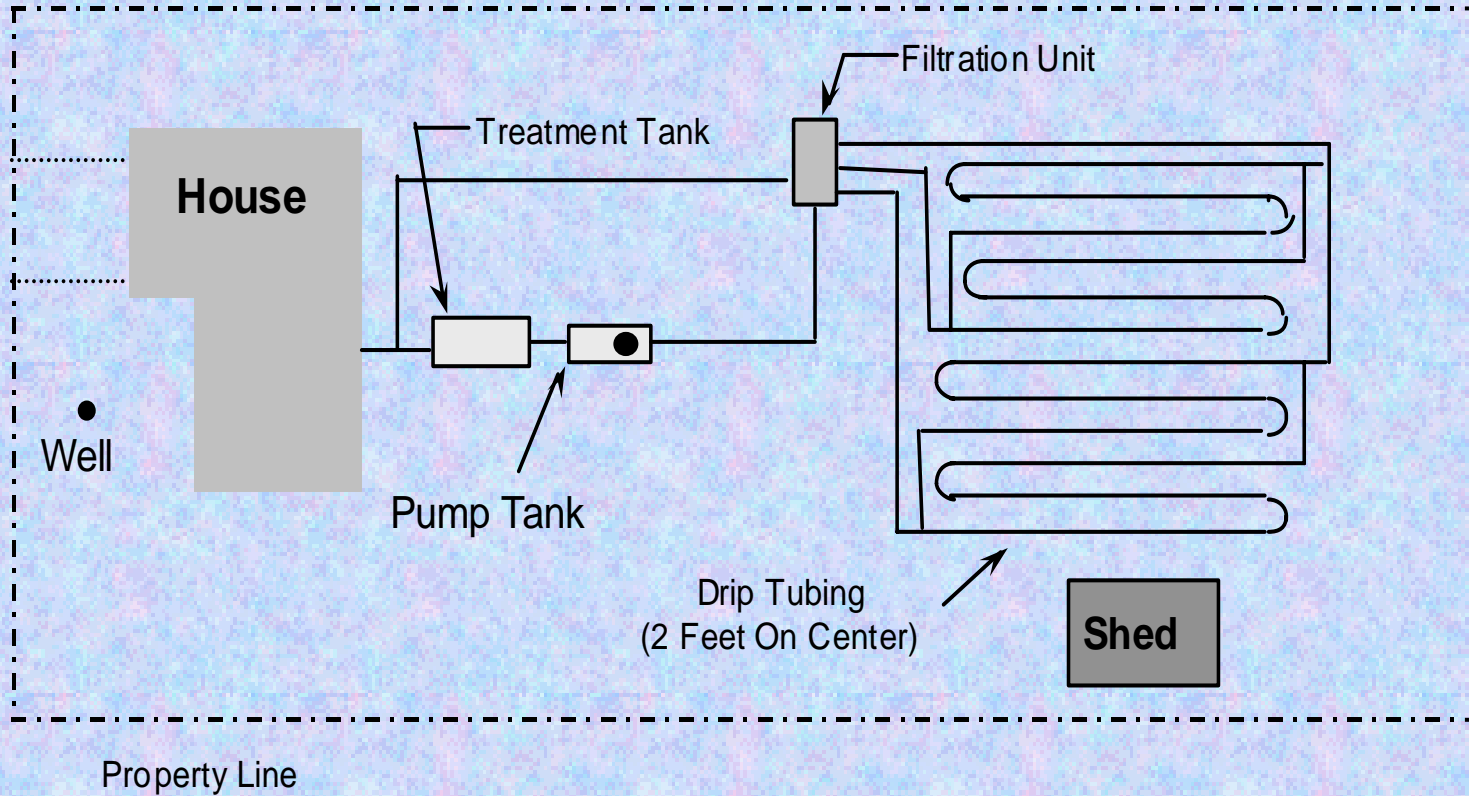 Filtration Unit
Treatment Tank
House
Well
Pump Tank
Drip Tubing
(2 Feet On Center)
Shed
Property Line